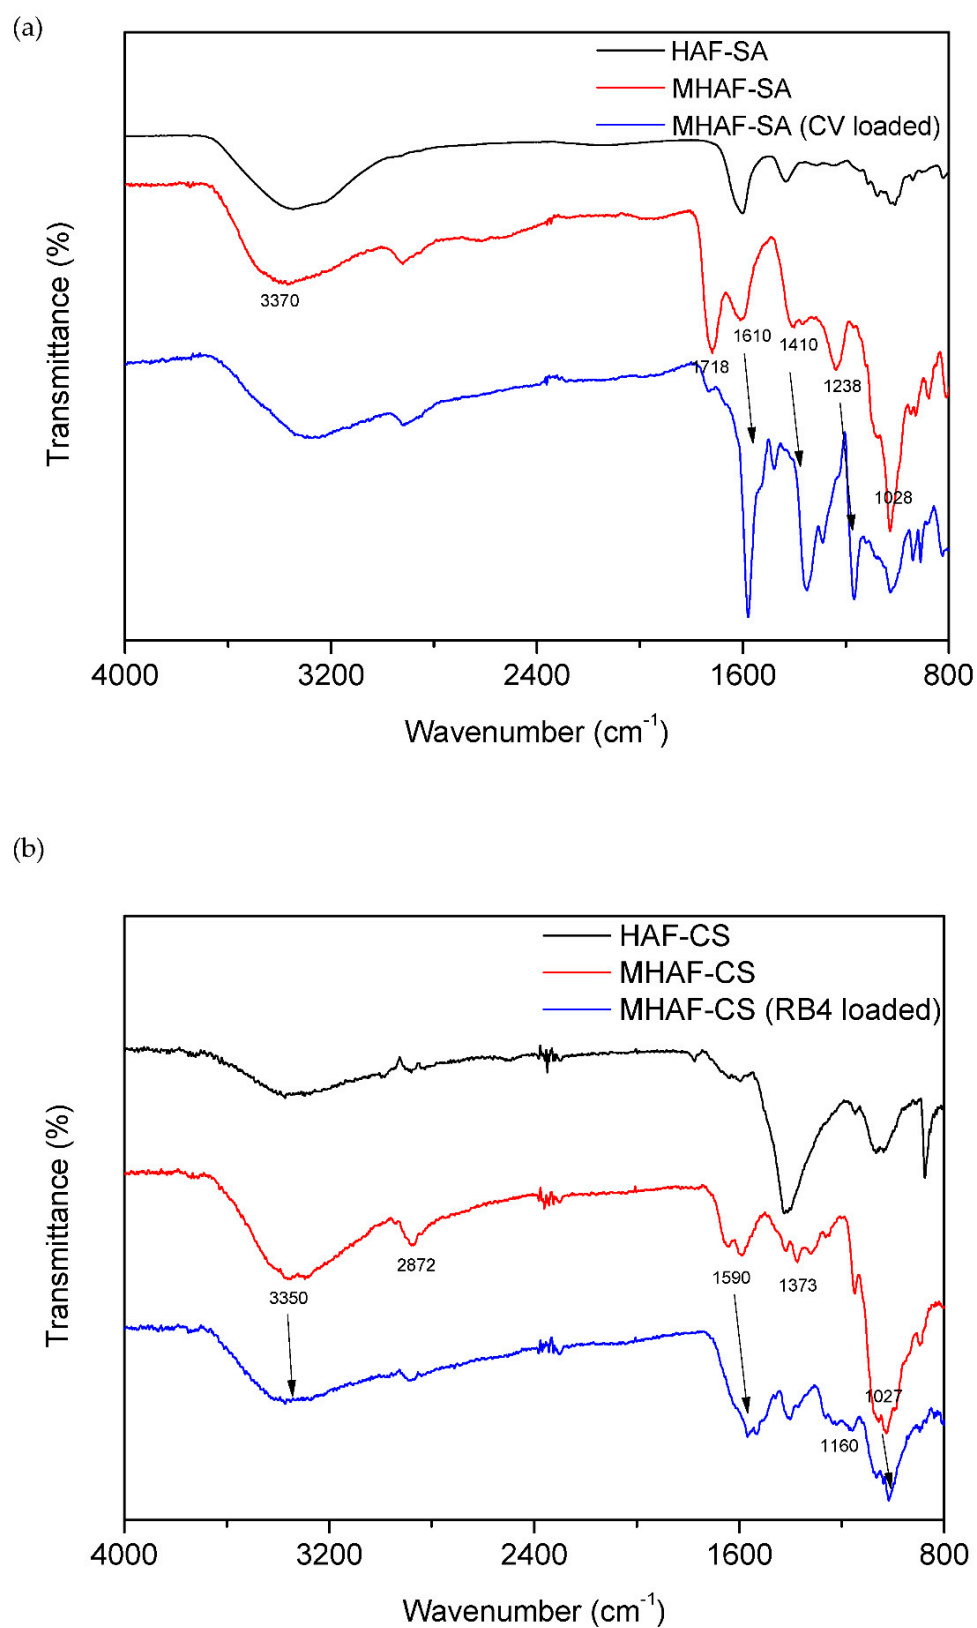 (a)
HAF-SA
MHAF-SA
MHAF-SA (CV loaded)
Transmittance (%)
3370
1718
1610
1410
1238
1028
4000 3200 2400 1600 800
Wavenumber (cm⁻¹)
(b)
HAF-CS
MHAF-CS
MHAF-CS (RB4 loaded)
Transmittance (%)
3350
2872
1590
1373
1027
1160
4000 3200 2400 1600 800
Wavenumber (cm⁻¹)